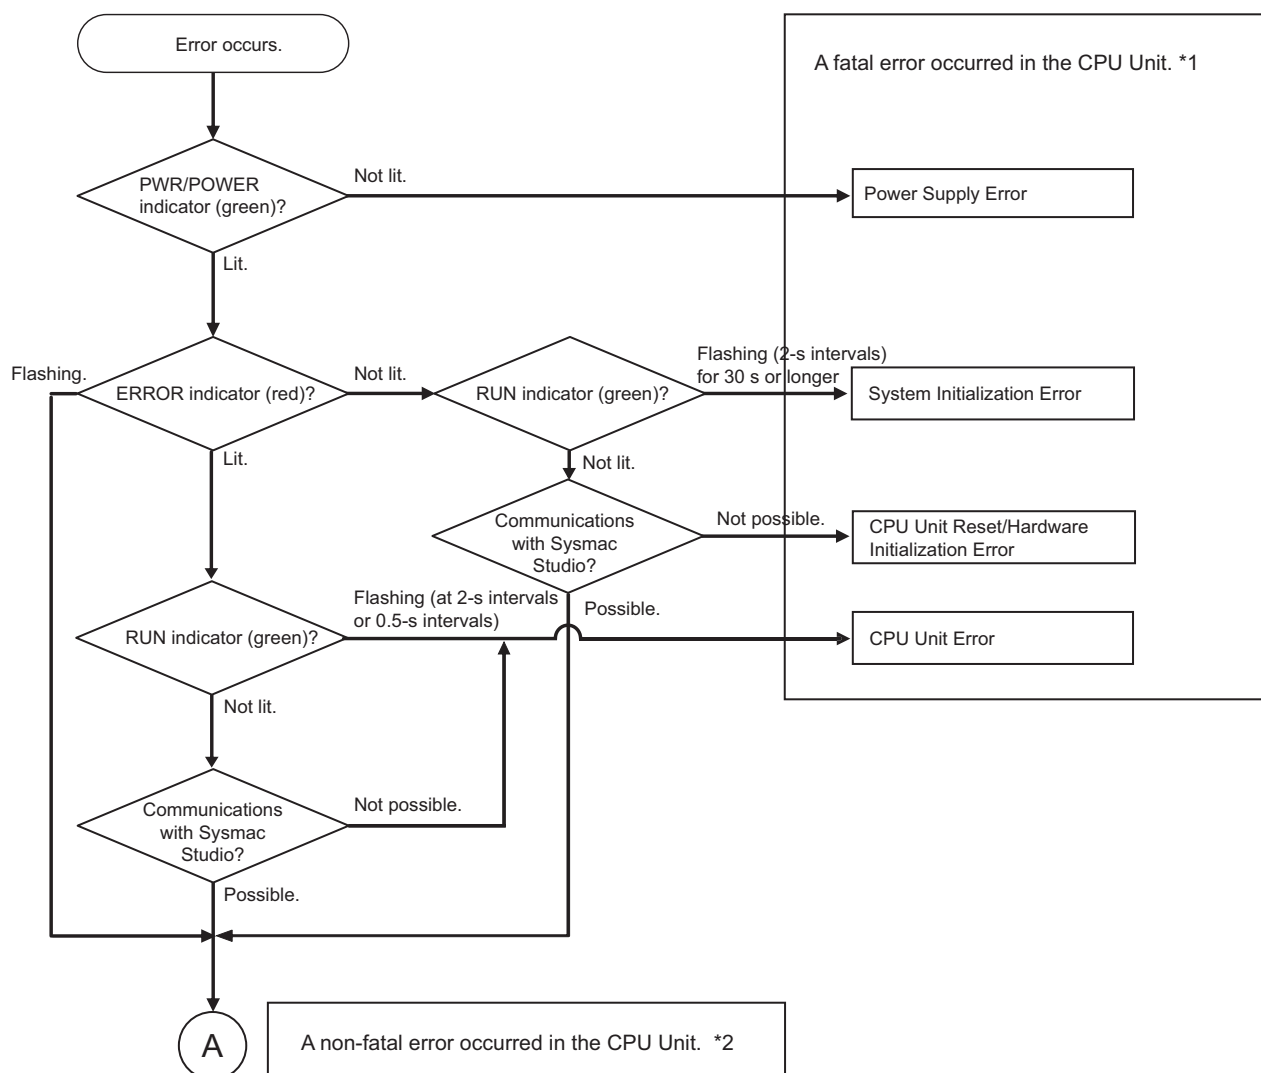 Error occurs.
A fatal error occurred in the CPU Unit. *1
PWR/POWER
indicator (green)?
Not lit.
Power Supply Error
Lit.
Flashing.
ERROR indicator (red)?
Not lit.
RUN indicator (green)?
Flashing (2-s intervals)
for 30 s or longer
System Initialization Error
Lit.
Not lit.
Communications
with Sysmac
Studio?
Not possible.
CPU Unit Reset/Hardware
Initialization Error
Possible.
RUN indicator (green)?
Flashing (at 2-s intervals
or 0.5-s intervals)
CPU Unit Error
Not lit.
Communications
with Sysmac
Studio?
Not possible.
Possible.
A
A non-fatal error occurred in the CPU Unit. *2